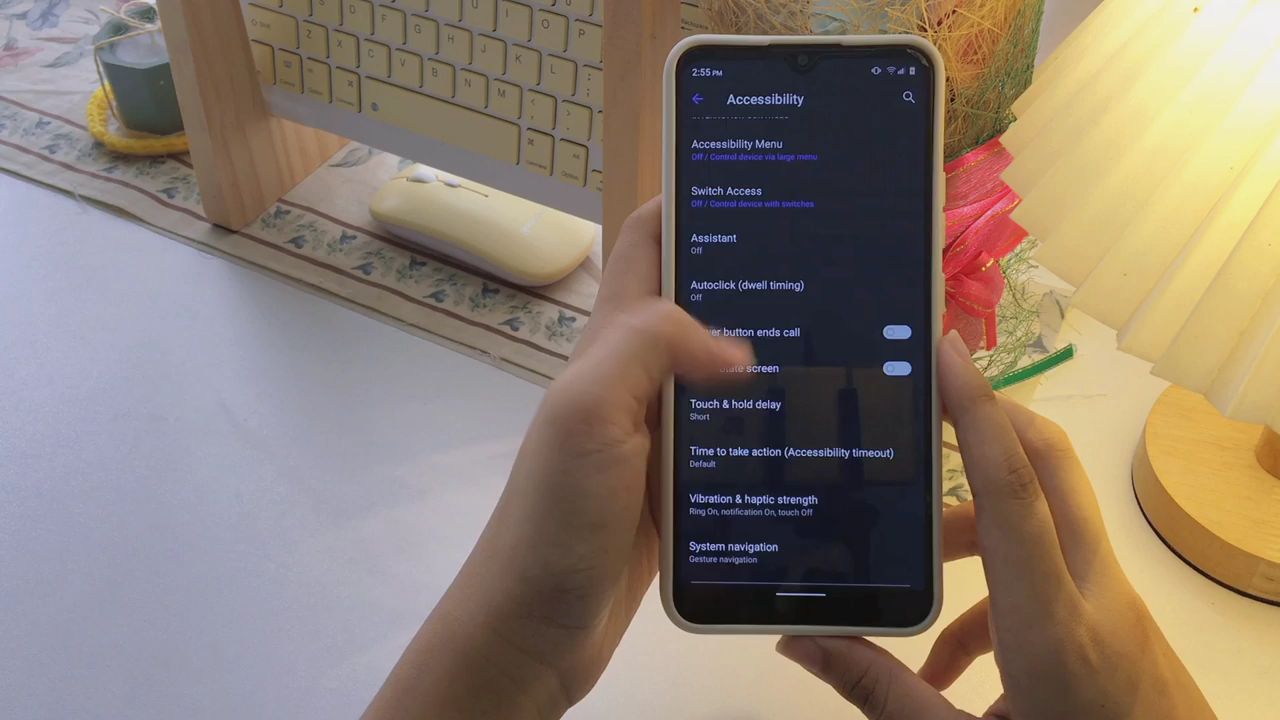 U I O P
S D F G H J K L ;
Z X C V B N M
command option
2:55 PM
Accessibility
Accessibility Menu
Off / Control device via large menu
Switch Access
Off / Control device with switches
Assistant
Off
Autoclick (dwell timing)
Off
button ends call
screen
Touch & hold delay
Short
Time to take action (Accessibility timeout)
Default
Vibration & haptic strength
Ring On, notification On, touch Off
System navigation
Gesture navigation